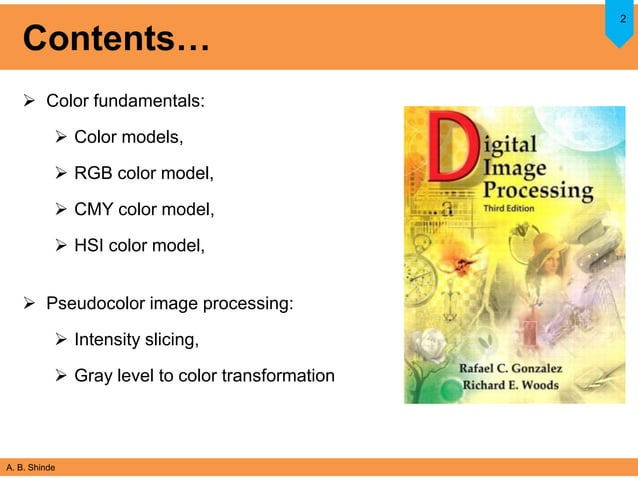 2
Contents…
➢ Color fundamentals:
➢ Color models,
➢ RGB color model,
➢ CMY color model,
➢ HSI color model,
➢ Pseudocolor image processing:
➢ Intensity slicing,
➢ Gray level to color transformation
Digital
Image
Processing
Third Edition
Rafael C. Gonzalez
Richard E. Woods
A. B. Shinde